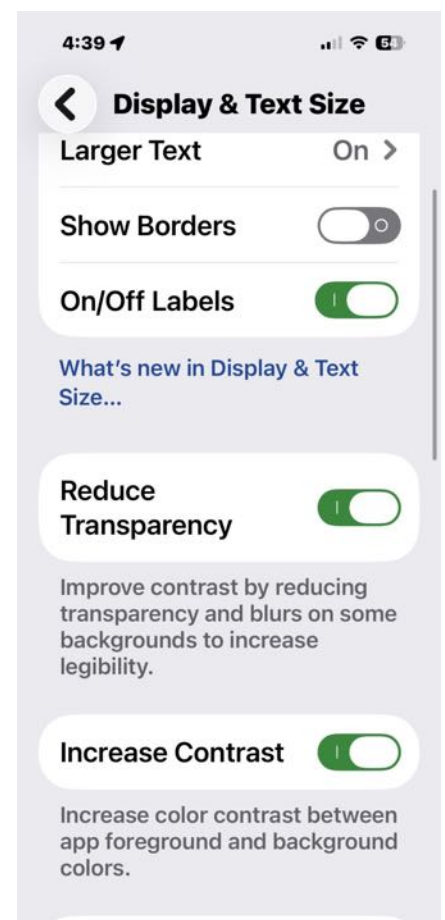 4:39
54
Display & Text Size
Larger Text On
Show Borders
On/Off Labels
What's new in Display & Text
Size...
Reduce
Transparency
Improve contrast by reducing
transparency and blurs on some
backgrounds to increase
legibility.
Increase Contrast
Increase color contrast between
app foreground and background
colors.